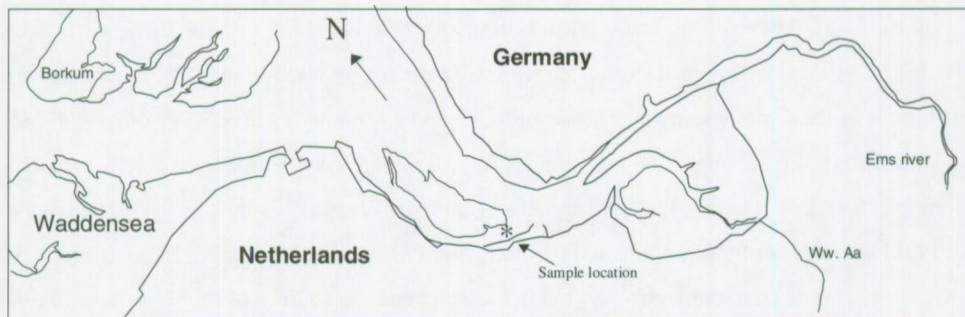 N
Germany
Borkum
Ems river
Waddensea
Netherlands
*
Sample location
Ww. Aa